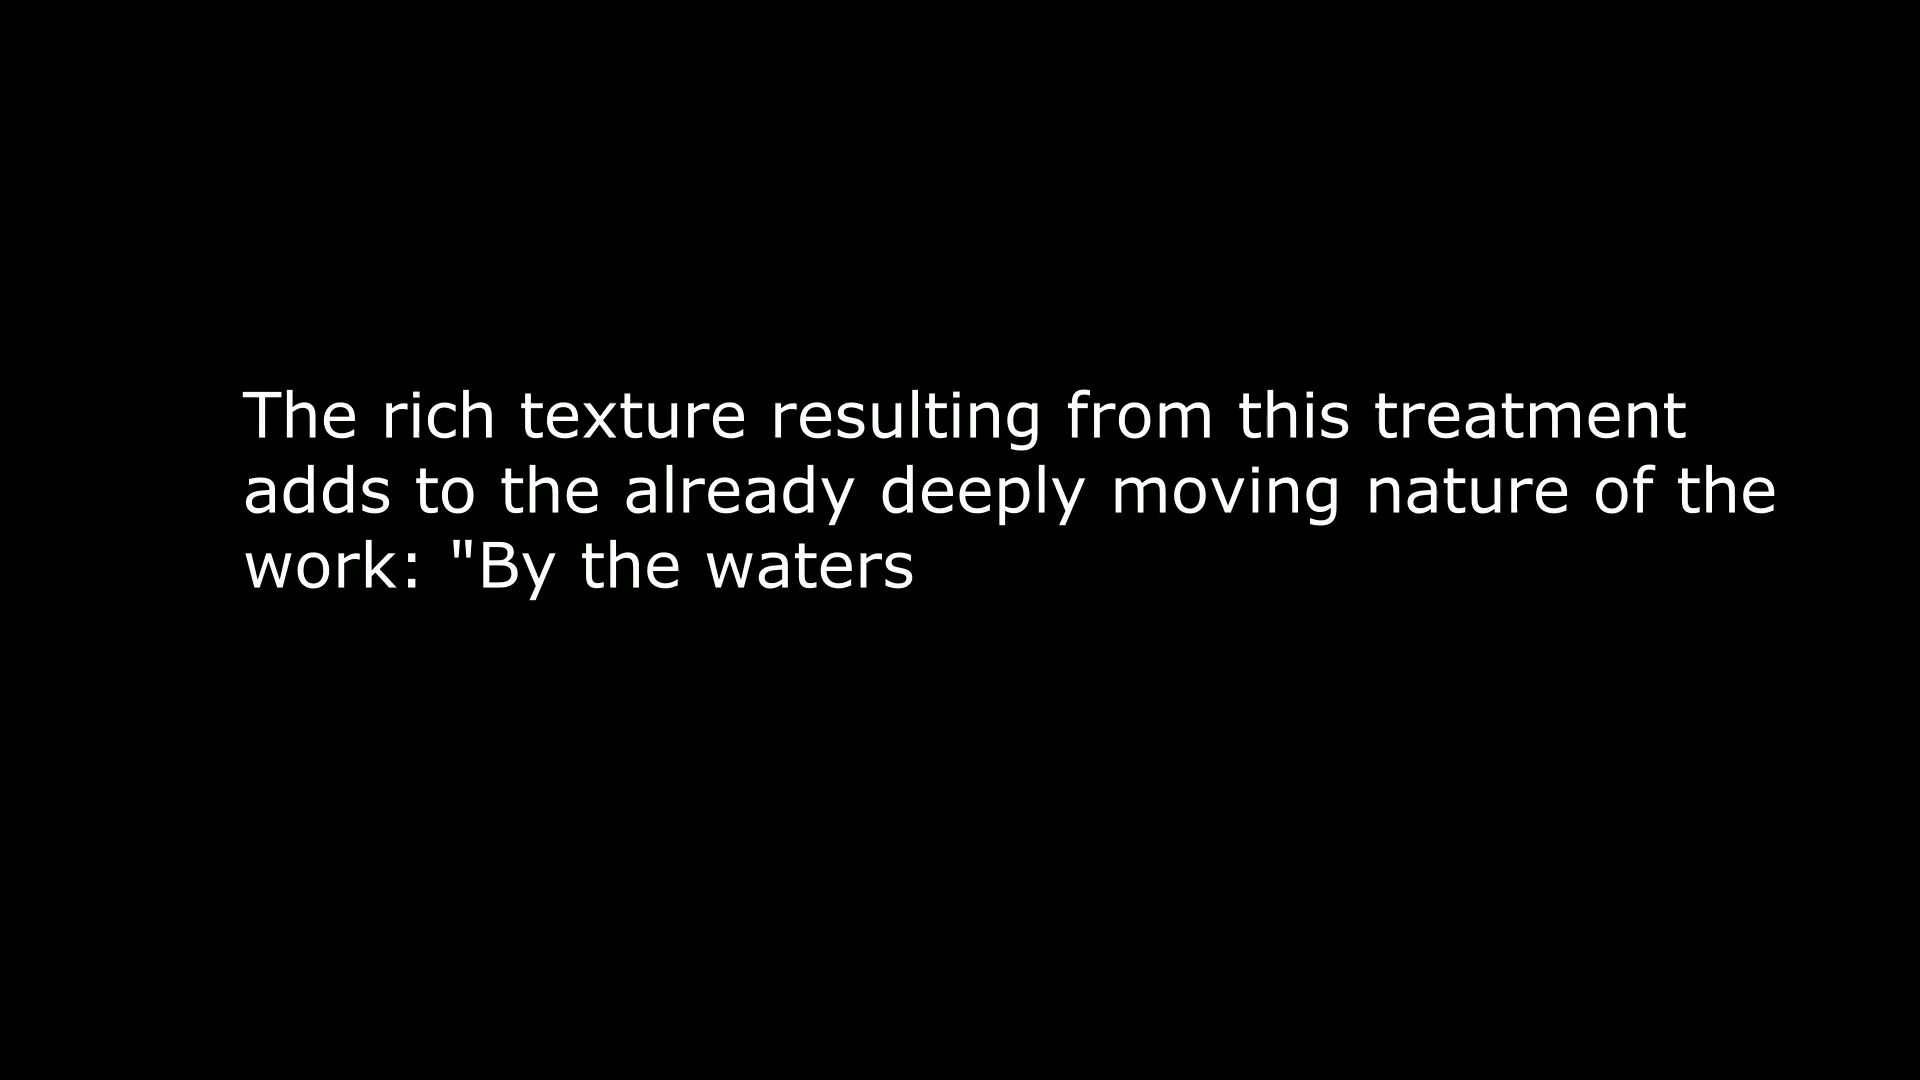 The rich texture resulting from this treatment
adds to the already deeply moving nature of the
work: "By the waters